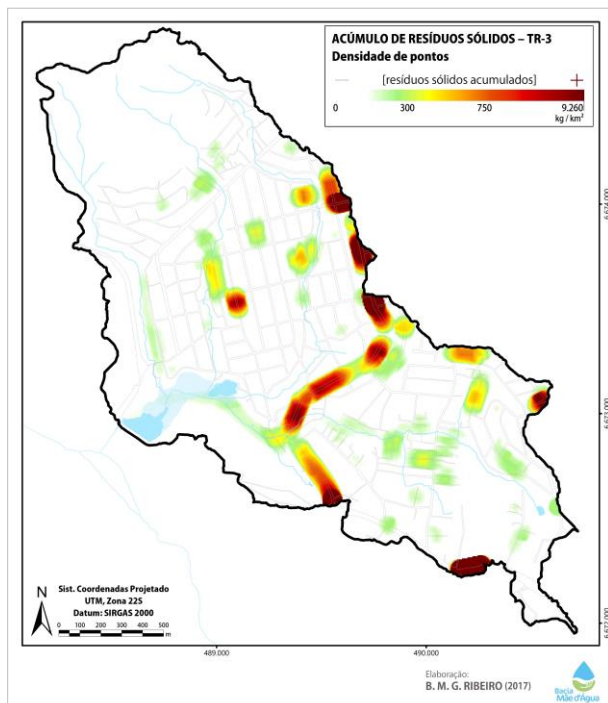 ACÚMULO DE RESÍDUOS SÓLIDOS – TR-3
Densidade de pontos
[resíduos sólidos acumulados]
0 300 750 9.260
kg / km²
6.674.000
6.673.000
6.672.000
N
Sist. Coordenadas Projetado
UTM, Zona 22S
Datum: SIRGAS 2000
0 50 100 200 300 400 500
m
489.000 490.000
Elaboração:
B. M. G. RIBEIRO (2017)
Bacia
Mãe d'Água